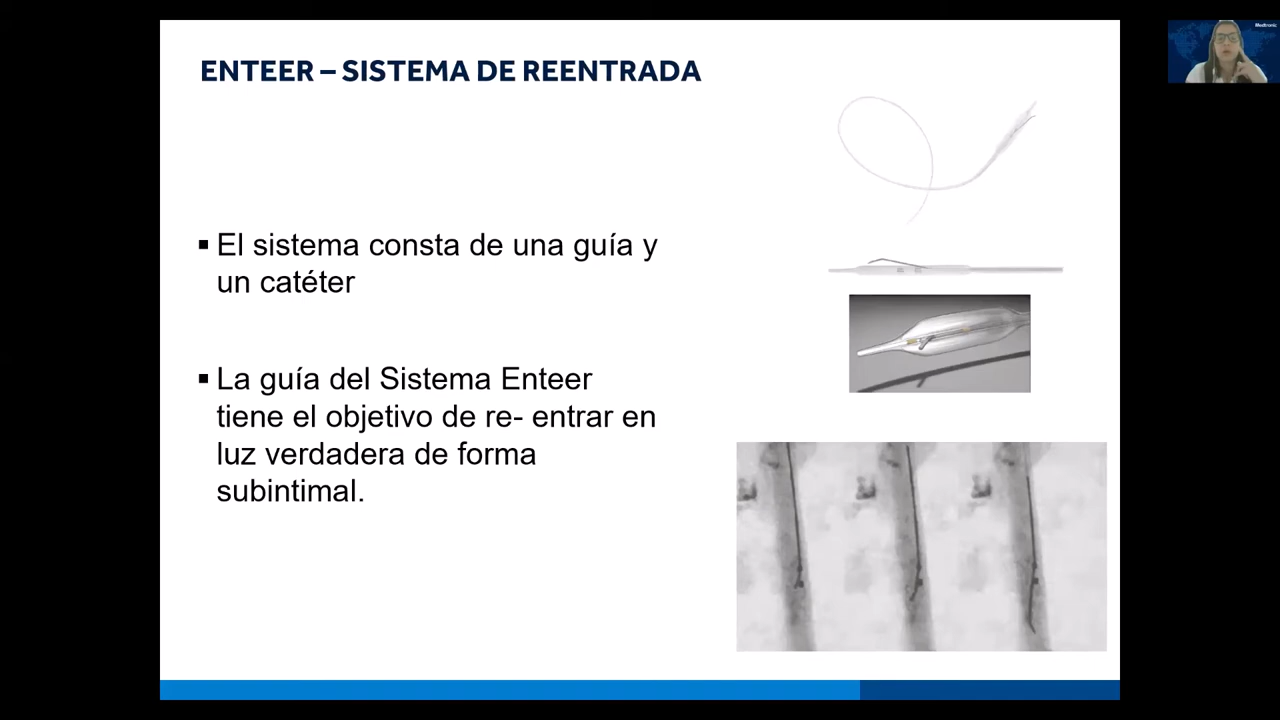 ENTEER – SISTEMA DE REENTRADA
Medtronic
▪ El sistema consta de una guía y
un catéter
▪ La guía del Sistema Enteer
tiene el objetivo de re- entrar en
luz verdadera de forma
subintimal.